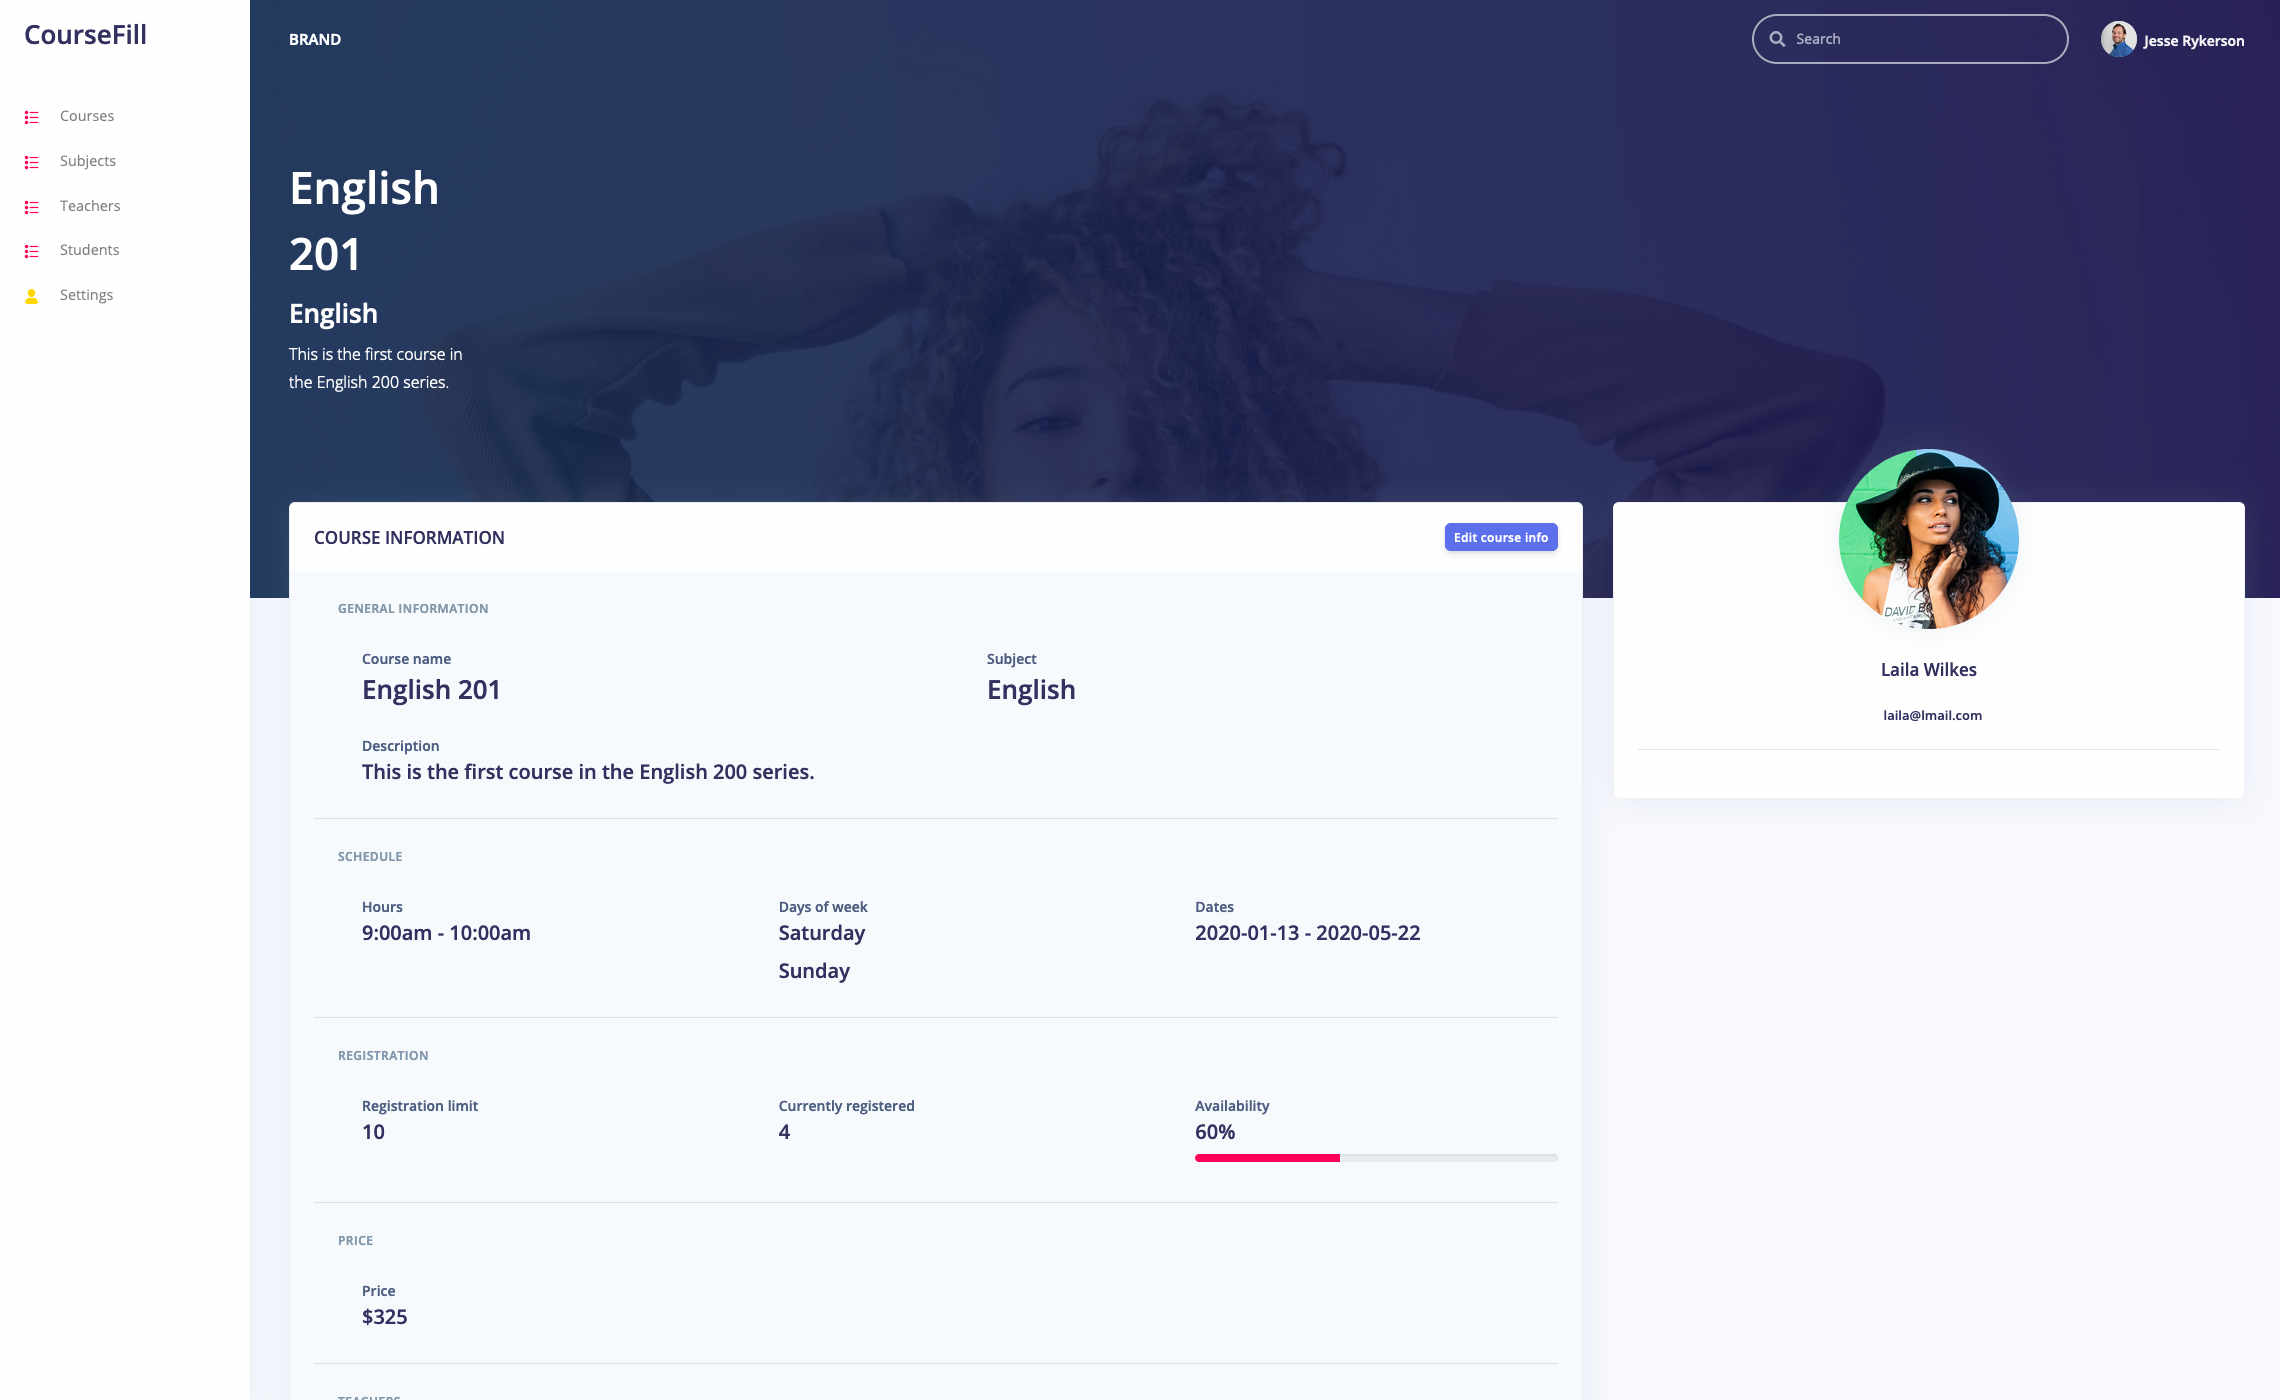 CourseFill
BRAND
Search
Jesse Rykerson
Courses
Subjects
Teachers
Students
Settings
English
201
English
This is the first course in
the English 200 series.
COURSE INFORMATION
Edit course info
GENERAL INFORMATION
Course name
English 201
Subject
English
Description
This is the first course in the English 200 series.
SCHEDULE
Hours
9:00am - 10:00am
Days of week
Saturday
Sunday
Dates
2020-01-13 - 2020-05-22
REGISTRATION
Registration limit
10
Currently registered
4
Availability
60%
PRICE
Price
$325
DAVID BO
Laila Wilkes
laila@lmail.com